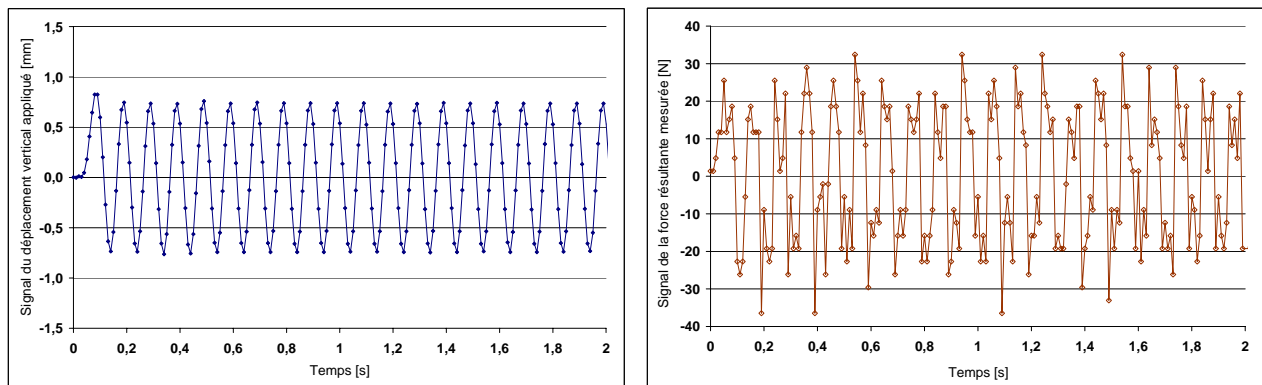 Signal du déplacement vertical appliqué [mm]
1,5
1,0
0,5
0,0
-0,5
-1,0
-1,5
0 0,2 0,4 0,6 0,8 1 1,2 1,4 1,6 1,8 2
Temps [s]
Signal de la force résultante mesurée [N]
40
30
20
10
0
-10
-20
-30
-40
0 0,2 0,4 0,6 0,8 1 1,2 1,4 1,6 1,8 2
Temps [s]